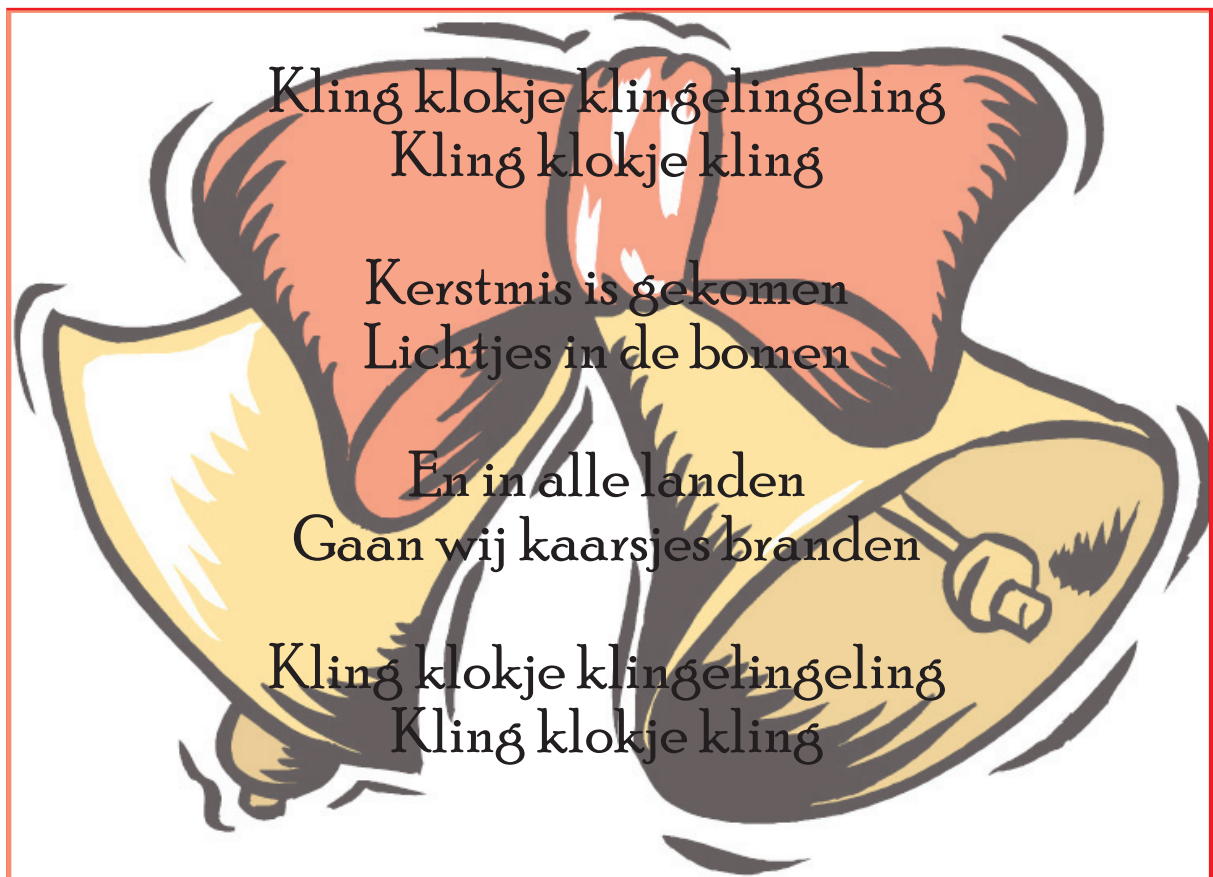 Kling klokje klingelingeling
Kling klokje kling
Kerstmis is gekomen
Lichtjes in de bomen
En in alle landen
Gaan wij kaarsjes branden
Kling klokje klingelingeling
Kling klokje kling